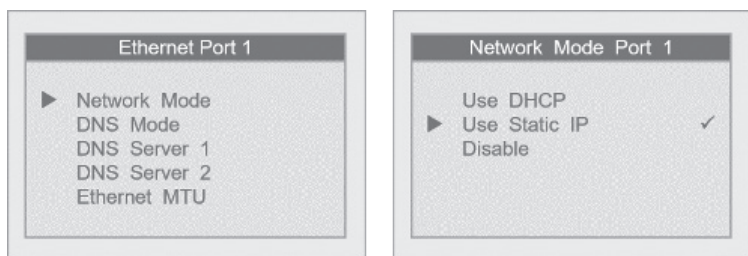 Ethernet Port 1
Network Mode
DNS Mode
DNS Server 1
DNS Server 2
Ethernet MTU
Network Mode Port 1
Use DHCP
Use Static IP ✓
Disable